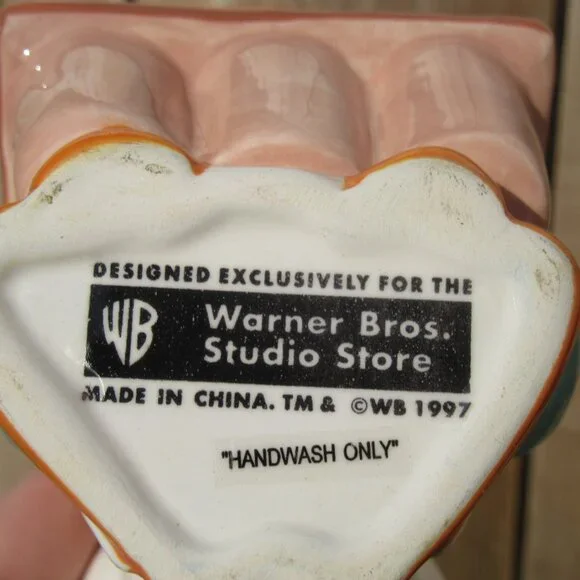 DESIGNED EXCLUSIVELY FOR THE
WB
Warner Bros.
Studio Store
MADE IN CHINA. TM & ©WB 1997
"HANDWASH ONLY"